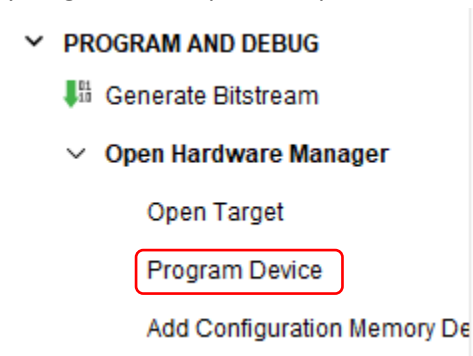 PROGRAM AND DEBUG
Generate Bitstream
Open Hardware Manager
Open Target
Program Device
Add Configuration Memory De